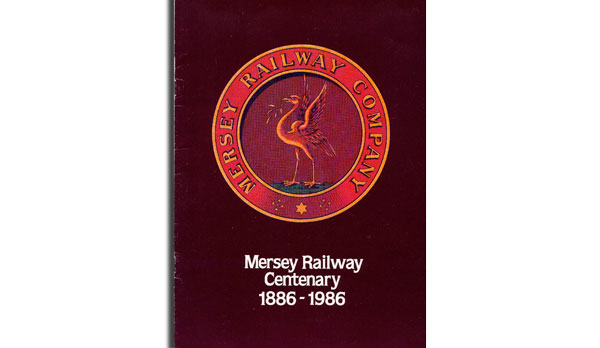 MERSEY RAILWAY COMPANY
Mersey Railway
Centenary
1886 - 1986